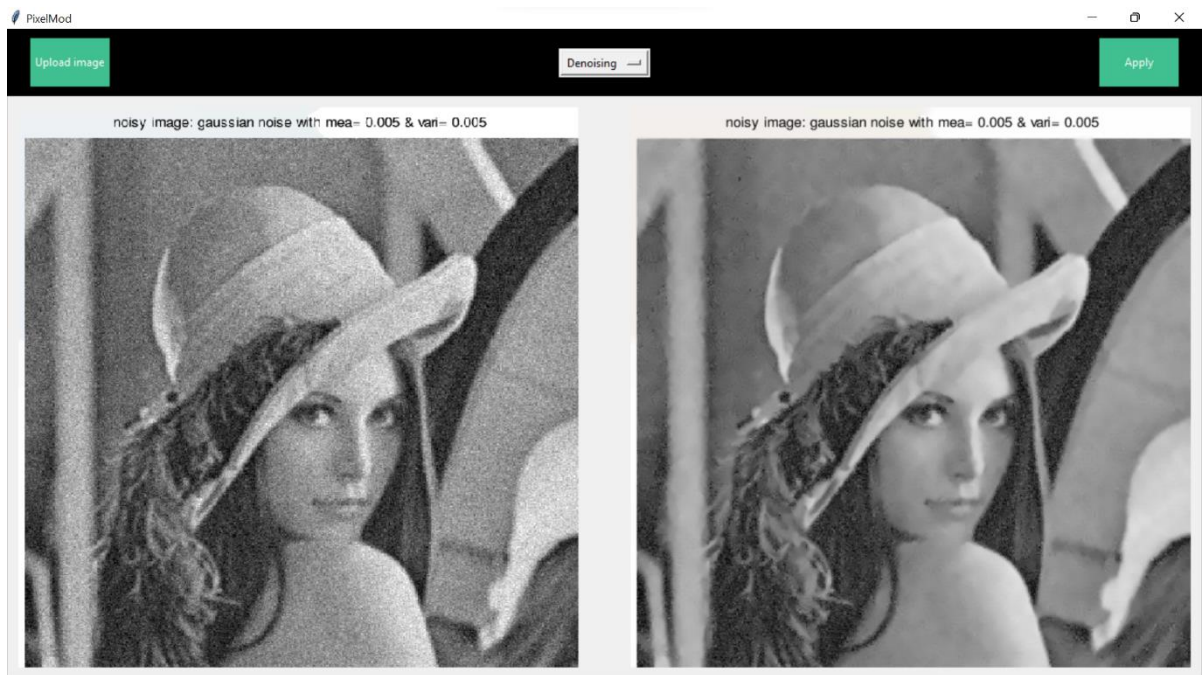 PixelMod
Upload image
Denoising
Apply
noisy image: gaussian noise with mea= 0.005 & vari= 0.005
noisy image: gaussian noise with mea= 0.005 & vari= 0.005